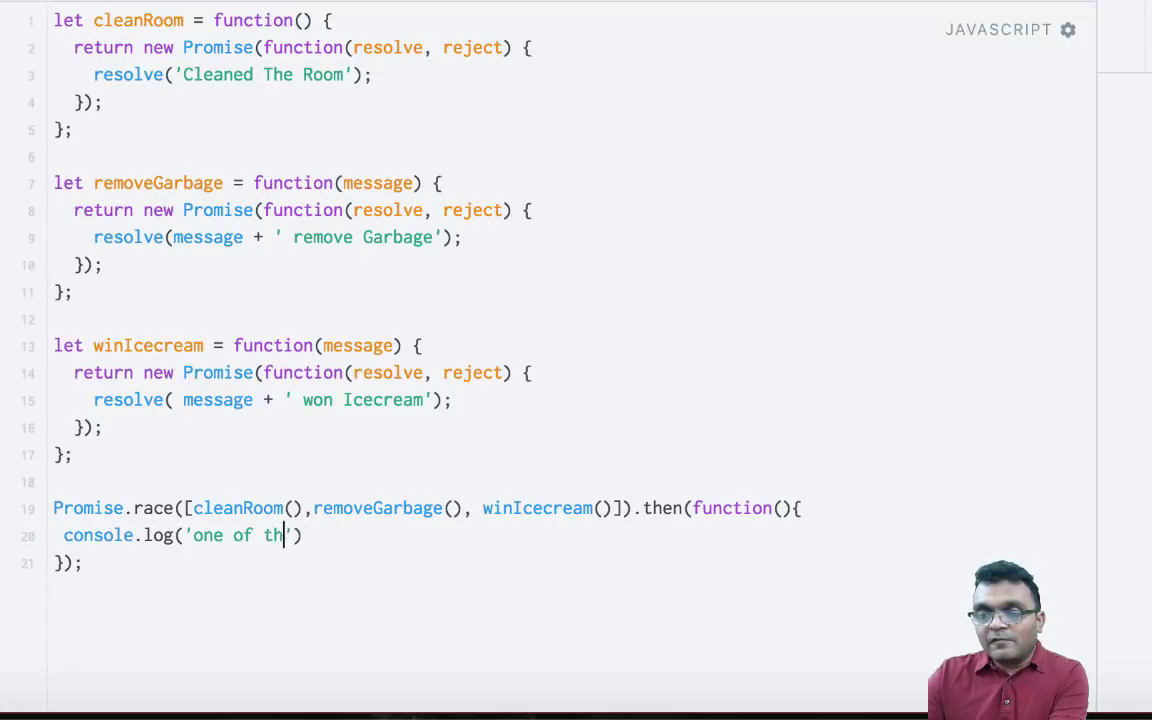 JAVASCRIPT
1 let cleanRoom = function() {
2 return new Promise(function(resolve, reject) {
3 resolve('Cleaned The Room');
4 });
5 };
6
7 let removeGarbage = function(message) {
8 return new Promise(function(resolve, reject) {
9 resolve(message + ' remove Garbage');
10 });
11 };
12
13 let winIcecream = function(message) {
14 return new Promise(function(resolve, reject) {
15 resolve( message + ' won Icecream');
16 });
17 };
18
19 Promise.race([cleanRoom(),removeGarbage(), winIcecream()]).then(function(){
20 console.log('one of th')
21 });